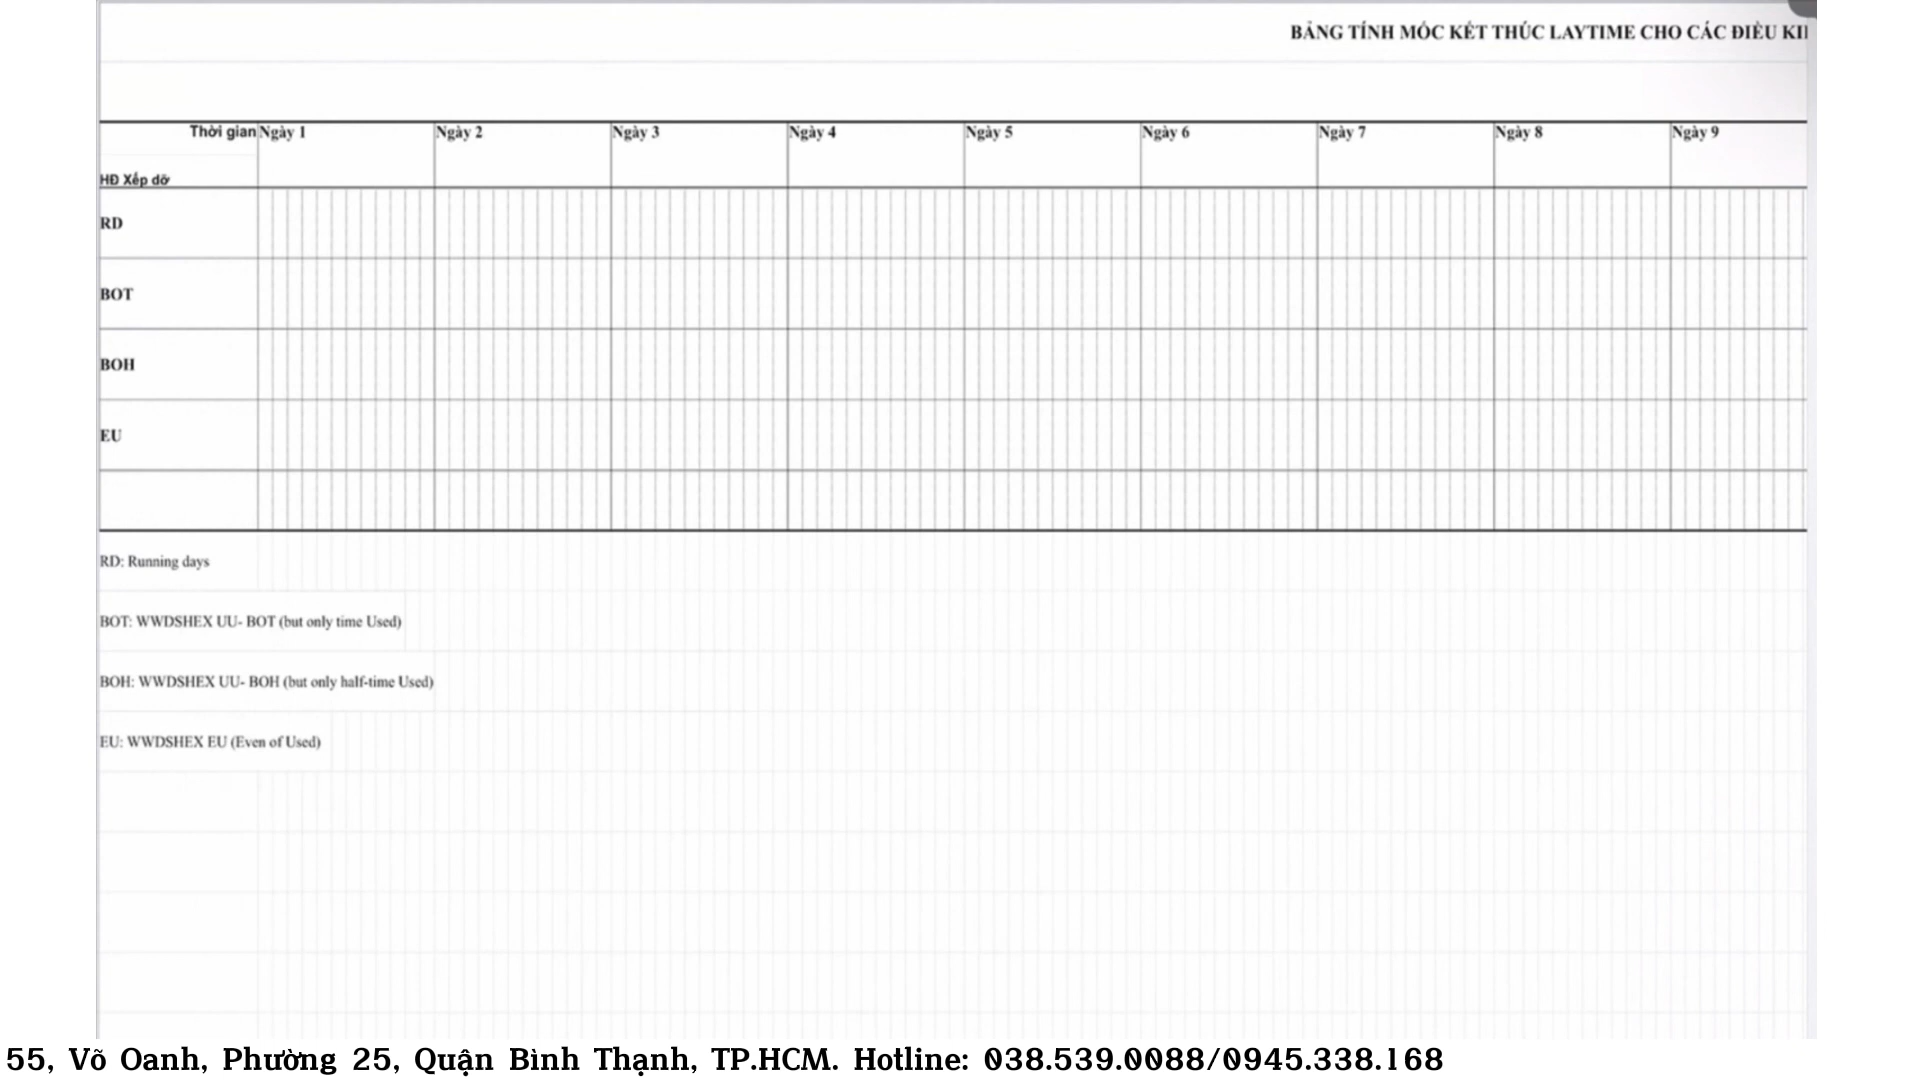 BẢNG TÍNH MÓC KẾT THÚC LAYTIME CHO CÁC ĐIỀU
Thời gian Ngày 1 Ngày 2 Ngày 3 Ngày 4 Ngày 5 Ngày 6 Ngày 7 Ngày 8 Ngày 9
HĐ Xếp dỡ
RD
BOT
BOH
EU
RD: Running days
BOT: WWDSHEX UU- BOT (but only time Used)
BOH: WWDSHEX UU- BOH (but only half-time Used)
EU: WWDSHEX EU (Even of Used)
55, Võ Oanh, Phường 25, Quận Bình Thạnh, TP.HCM. Hotline: 038.539.0088/0945.338.168